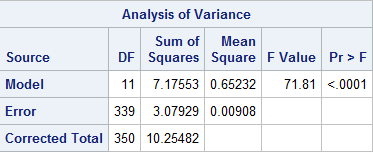 Analysis of Variance
Source DF Sum of Squares Mean Square F Value Pr > F
Model 11 7.17553 0.65232 71.81 <.0001
Error 339 3.07929 0.00908
Corrected Total 350 10.25482